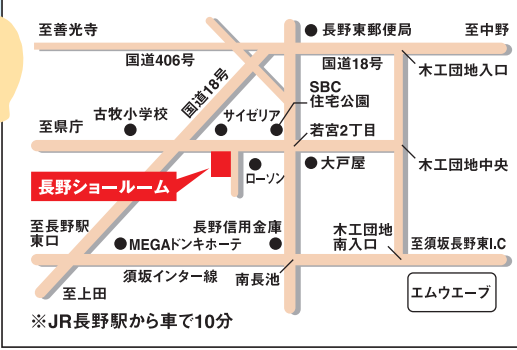 至善光寺
長野東郵便局
至中野
国道406号
国道18号
国道18号
木工団地入口
SBC
住宅公園
古牧小学校
サイゼリア
至県庁
若宮2丁目
大戸屋
木工団地中央
ローソン
長野ショールーム
至長野駅
東口
長野信用金庫
木工団地
南入口
至須坂長野東I.C
MEGAドンキホーテ
須坂インター線
南長池
エムウエーブ
至上田
※JR長野駅から車で10分